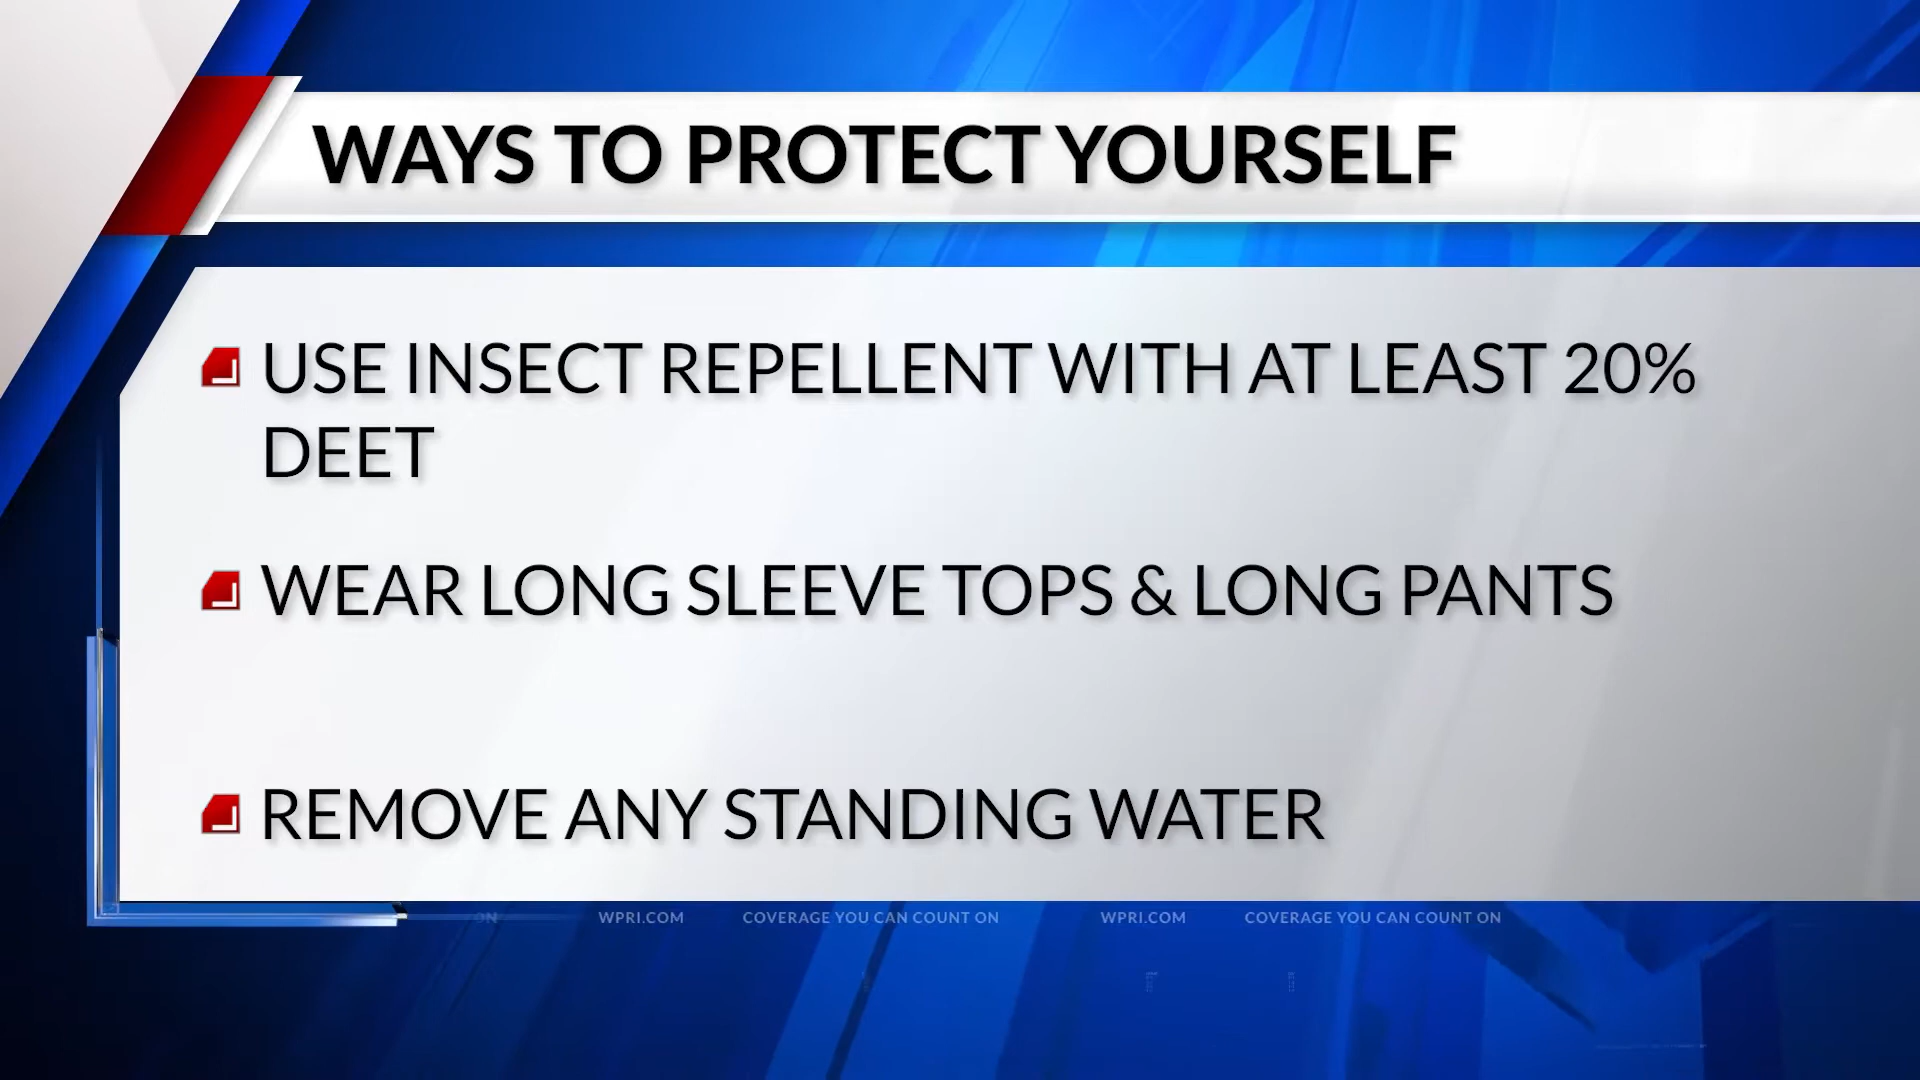 WAYS TO PROTECT YOURSELF
USE INSECT REPELLENT WITH AT LEAST 20%
DEET
WEAR LONG SLEEVE TOPS & LONG PANTS
REMOVE ANY STANDING WATER
ON WPRI.COM COVERAGE YOU CAN COUNT ON WPRI.COM COVERAGE YOU CAN COUNT ON